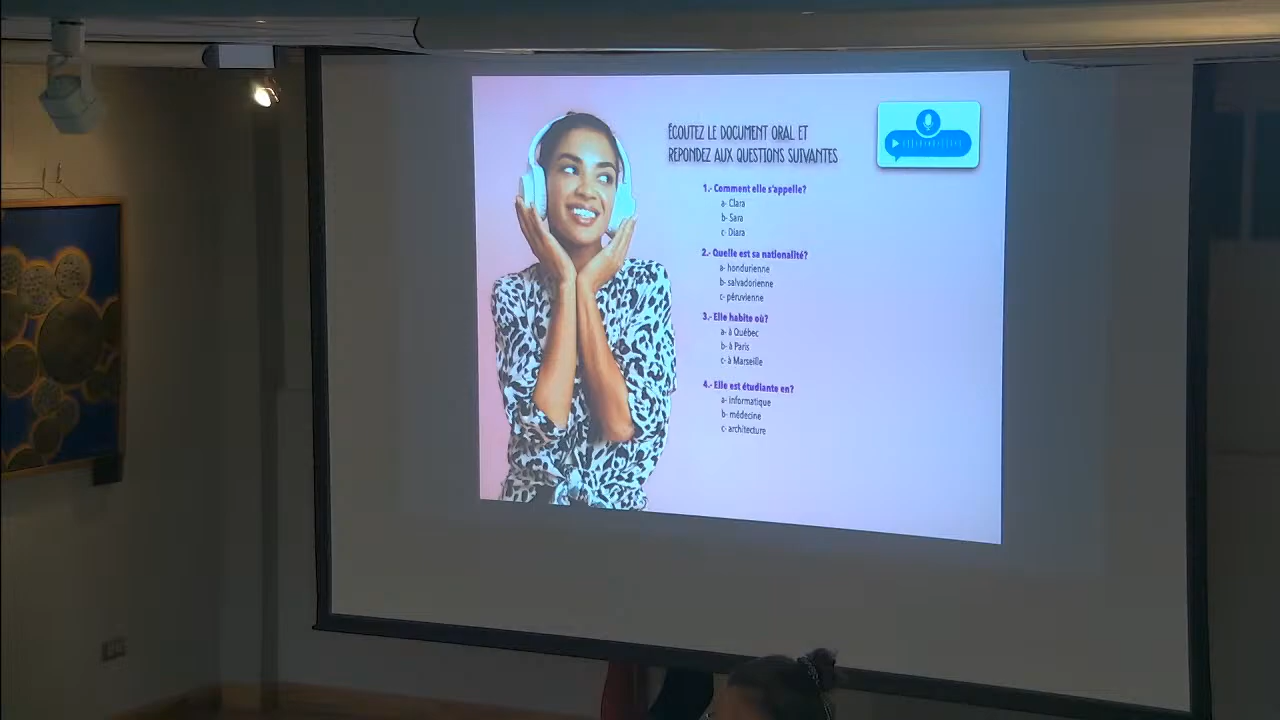 ÉCOUTEZ LE DOCUMENT ORAL ET
REPONDEZ AUX QUESTIONS SUIVANTES
1.- Comment elle s'appelle?
a- Clara
b- Sara
c- Diara
2.- Quelle est sa nationalité?
a- hondurienne
b- salvadorienne
c- péruvienne
3.- Elle habite où?
a- à Québec
b- à Paris
c- à Marseille
4.- Elle est étudiante en?
a- informatique
b- médecine
c- architecture